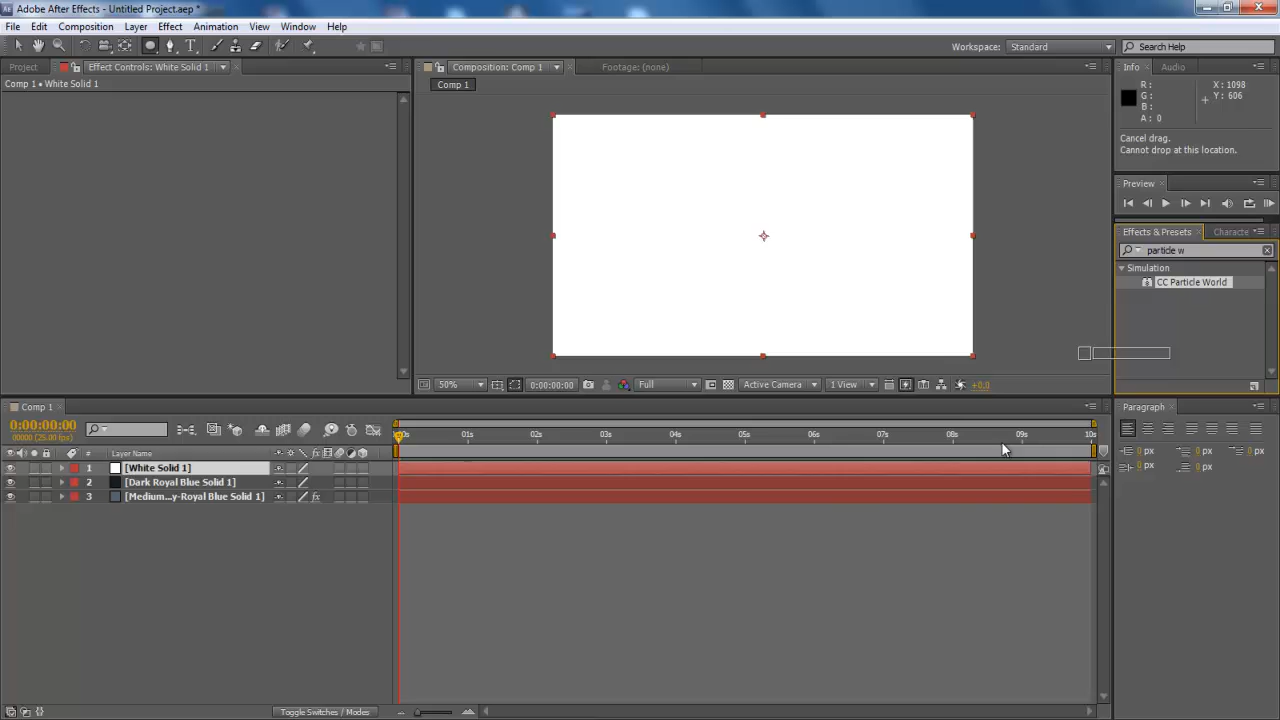 Adobe After Effects - Untitled Project.aep *
File Edit Composition Layer Effect Animation View Window Help
Workspace: Standard Search Help
Project Effect Controls: White Solid 1 Composition: Comp 1 Footage: (none) Info Audio
Comp 1 • White Solid 1
Comp 1
R: X: 1098
G: Y: 606
B:
A: 0
Cancel drag.
Cannot drop at this location.
Preview
Effects & Presets Characte
particle w
Simulation
CC Particle World
50% 0:00:00:00 Full Active Camera 1 View +0.0
Comp 1 Paragraph
0:00:00:00
00000 (25.00 fps)
01s 02s 03s 04s 05s 06s 07s 08s 09s 10s
# Layer Name
1 [White Solid 1]
2 [Dark Royal Blue Solid 1]
3 [Medium...y-Royal Blue Solid 1]
0 px 0 px 0 px
0 px 0 px
Toggle Switches / Modes